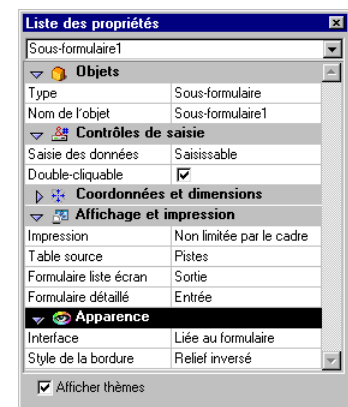 Liste des propriétés
Sous-formulaire1
Objets
Type Sous-formulaire
Nom de l'objet Sous-formulaire1
Contrôles de saisie
Saisie des données Saisissable
Double-cliquable
Coordonnées et dimensions
Affichage et impression
Impression Non limitée par le cadre
Table source Pistes
Formulaire liste écran Sortie
Formulaire détaillé Entrée
Apparence
Interface Liée au formulaire
Style de la bordure Relief inversé
Afficher thèmes